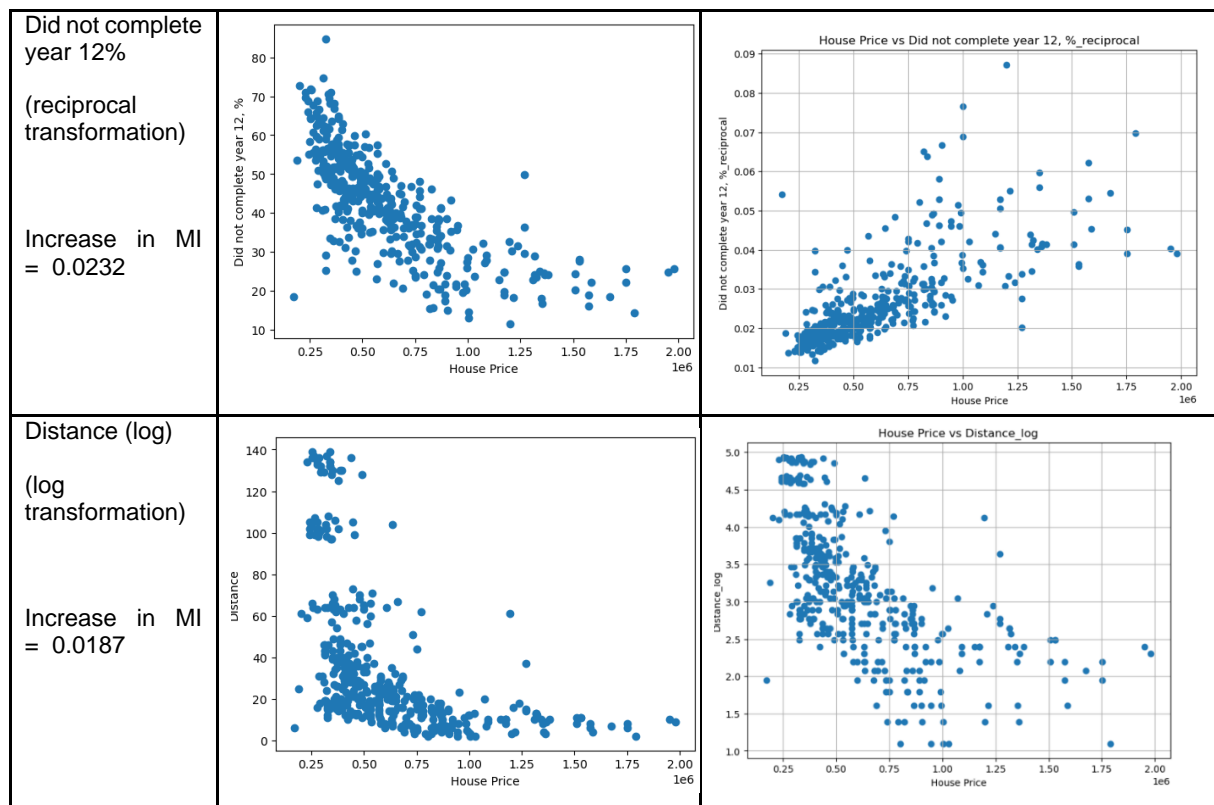 Did not complete
year 12%
(reciprocal
transformation)
Increase in MI
= 0.0232
80
70
60
50
40
30
20
10
Did not complete year 12, %
0.25 0.50 0.75 1.00 1.25 1.50 1.75 2.00
House Price
1e6
House Price vs Did not complete year 12, %_reciprocal
0.09
0.08
0.07
0.06
0.05
0.04
0.03
0.02
0.01
Did not complete year 12, %_reciprocal
0.25 0.50 0.75 1.00 1.25 1.50 1.75 2.00
House Price
1e6
Distance (log)
(log
transformation)
Increase in MI
= 0.0187
140
120
100
80
60
40
20
0
Distance
0.25 0.50 0.75 1.00 1.25 1.50 1.75 2.00
House Price
1e6
House Price vs Distance_log
5.0
4.5
4.0
3.5
3.0
2.5
2.0
1.5
1.0
Distance_log
0.25 0.50 0.75 1.00 1.25 1.50 1.75 2.00
House Price
1e6